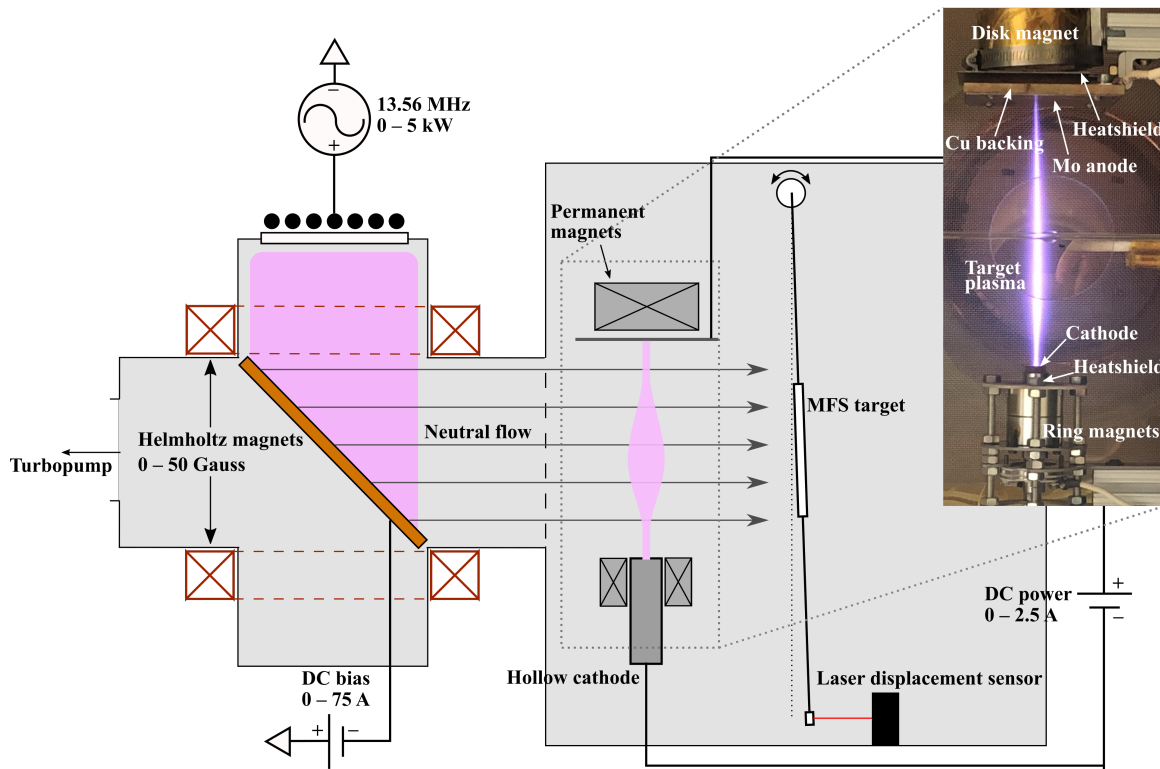 13.56 MHz
0 – 5 kW
−
+
Permanent
magnets
Disk magnet
Heatshield
Cu backing
Mo anode
Target
plasma
Cathode
Heatshield
Ring magnets
Helmholtz magnets
0 – 50 Gauss
Turbopump
Neutral flow
MFS target
DC power
0 – 2.5 A
+
−
Hollow cathode
Laser displacement sensor
DC bias
0 – 75 A
+
−